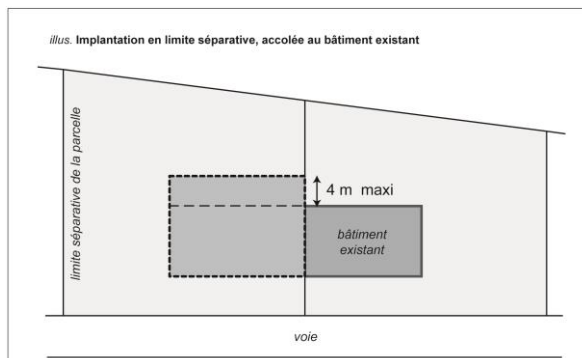 illus. Implantation en limite séparative, accolée au bâtiment existant
limite séparative de la parcelle
4 m maxi
bâtiment
existant
voie